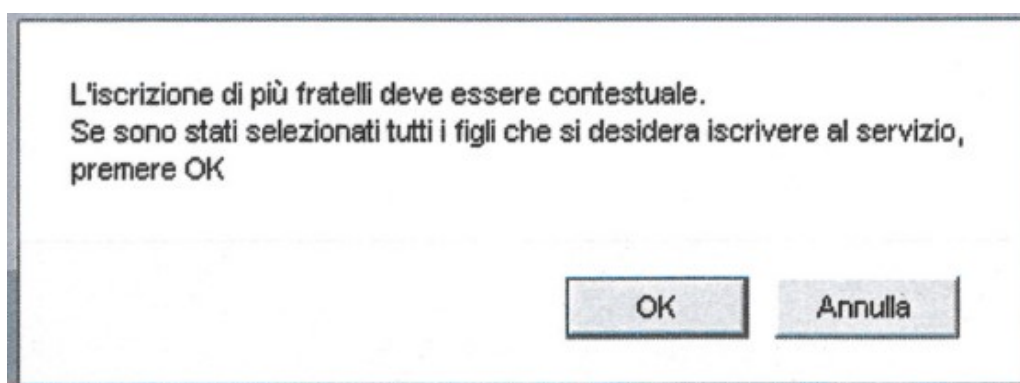 L'iscrizione di più fratelli deve essere contestuale.
Se sono stati selezionati tutti i figli che si desidera iscrivere al servizio,
premere OK
OK Annulla